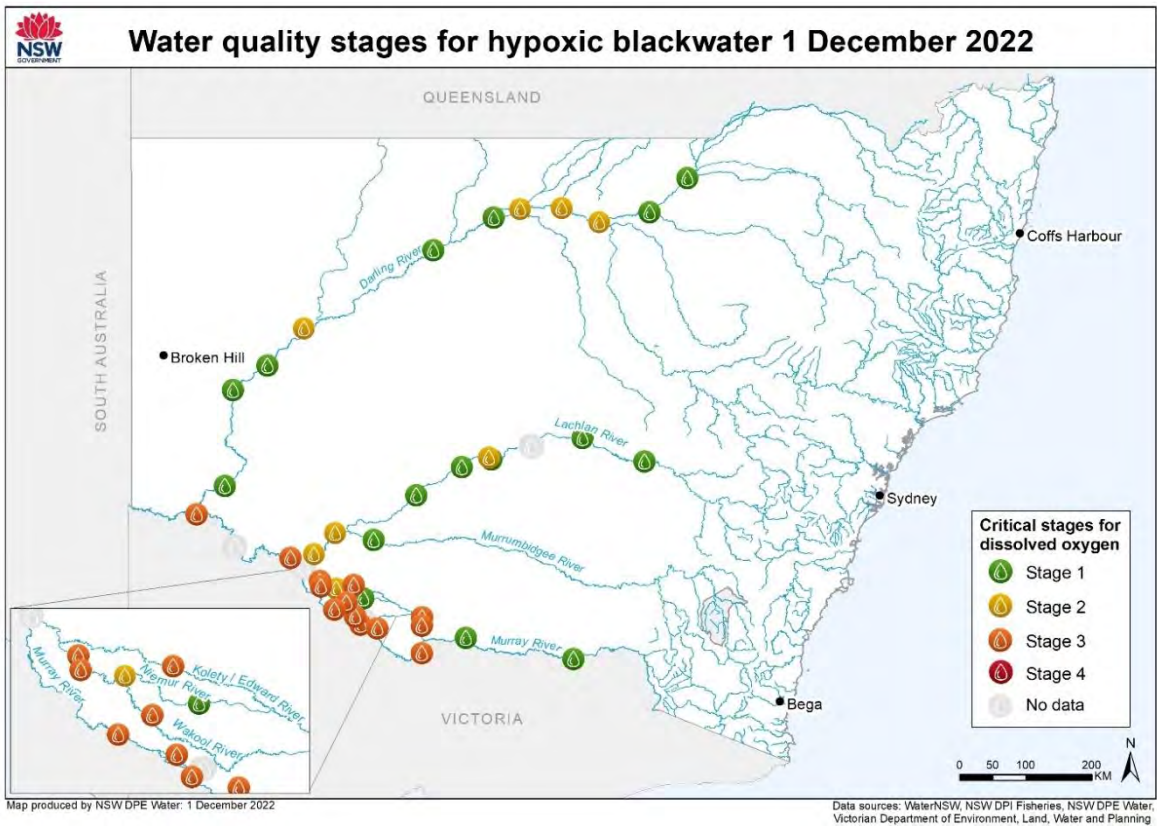 NSW
GOVERNMENT
Water quality stages for hypoxic blackwater 1 December 2022
QUEENSLAND
SOUTH AUSTRALIA
Darling River
Coffs Harbour
Broken Hill
Lachlan River
Sydney
Murrumbidgee River
Murray River
Bega
VICTORIA
Murray River
Kolety / Edward River
Niemur River
Wakool River
Critical stages for
dissolved oxygen
Stage 1
Stage 2
Stage 3
Stage 4
No data
N
0 50 100 200
KM
Map produced by NSW DPE Water: 1 December 2022
Data sources: WaterNSW, NSW DPI Fisheries, NSW DPE Water,
Victorian Department of Environment, Land, Water and Planning